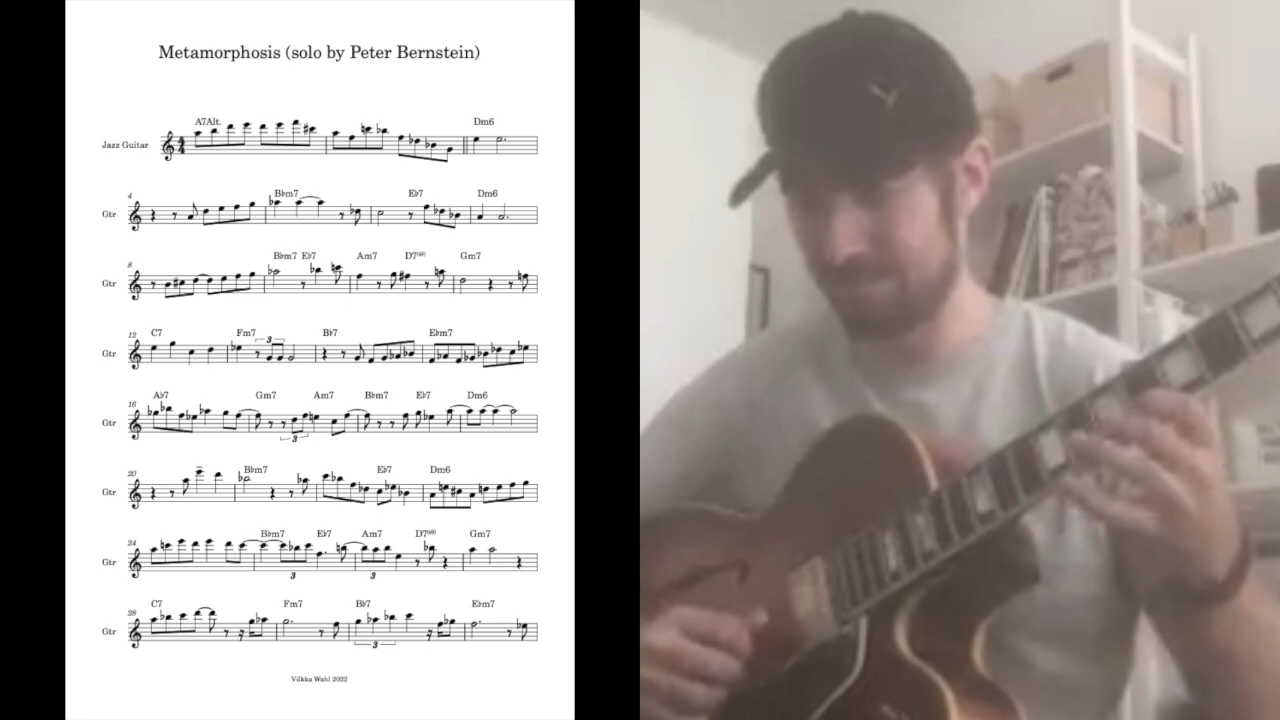 Metamorphosis (solo by Peter Bernstein)
A7Alt. Dm6
Jazz Guitar
4 B♭m7 E♭7 Dm6
Gtr
8 B♭m7 E♭7 Am7 D7(♭9) Gm7
Gtr
12 C7 Fm7 3 B♭7 E♭m7
Gtr
16 A♭7 Gm7 Am7 B♭m7 E♭7 Dm6
Gtr
3
20 B♭m7 E♭7 Dm6
Gtr
24 B♭m7 E♭7 Am7 D7(♭9) Gm7
Gtr
3 3
28 C7 Fm7 B♭7 E♭m7
Gtr
3
Vilkka Wahl 2022